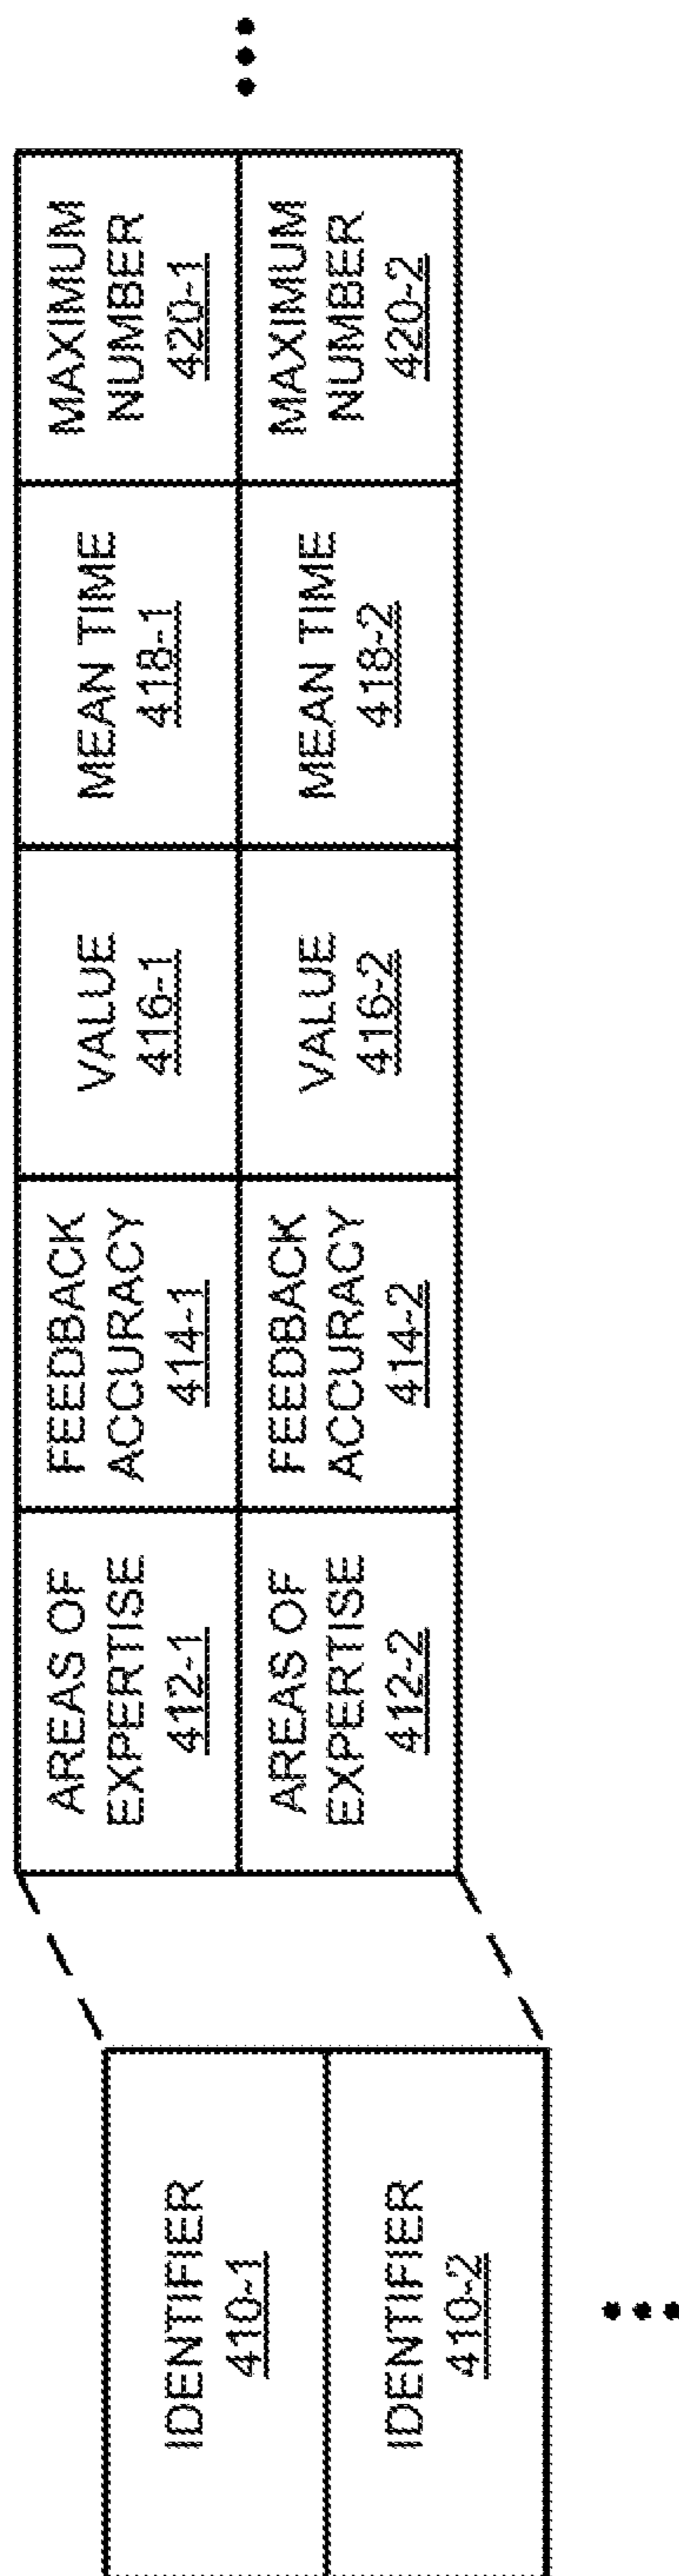 IDENTIFIER
410-1
IDENTIFIER
410-2
AREAS OF
EXPERTISE
412-1
FEEDBACK
ACCURACY
414-1
VALUE
416-1
MEAN TIME
418-1
MAXIMUM
NUMBER
420-1
AREAS OF
EXPERTISE
412-2
FEEDBACK
ACCURACY
414-2
VALUE
416-2
MEAN TIME
418-2
MAXIMUM
NUMBER
420-2